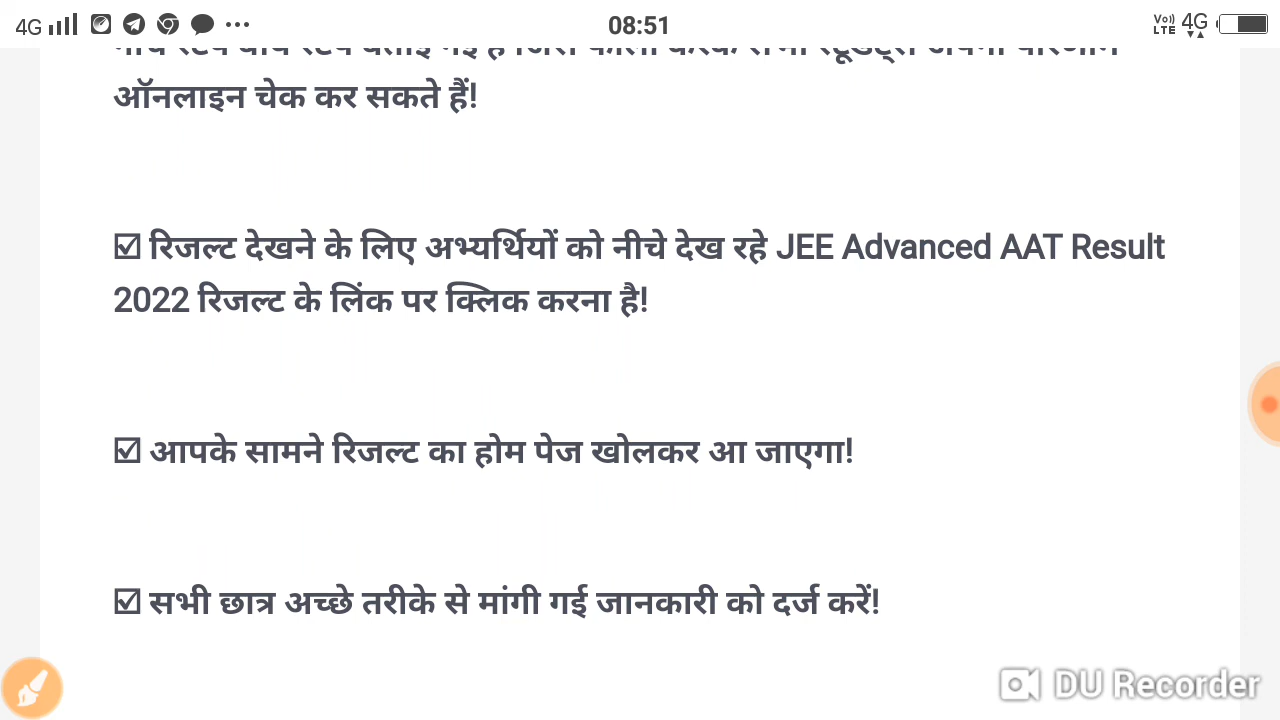 4G 08:51 Vo)) LTE 4G
ऑनलाइन चेक कर सकते हैं!
☑ रिजल्ट देखने के लिए अभ्यर्थियों को नीचे देख रहे JEE Advanced AAT Result
2022 रिजल्ट के लिंक पर क्लिक करना है!
☑ आपके सामने रिजल्ट का होम पेज खोलकर आ जाएगा!
☑ सभी छात्र अच्छे तरीके से मांगी गई जानकारी को दर्ज करें!
DU Recorder